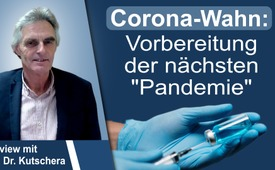 Corona-Wahn:
Vorbereitung
der nächsten
"Pandemie"
view mit
Dr. Kutschera